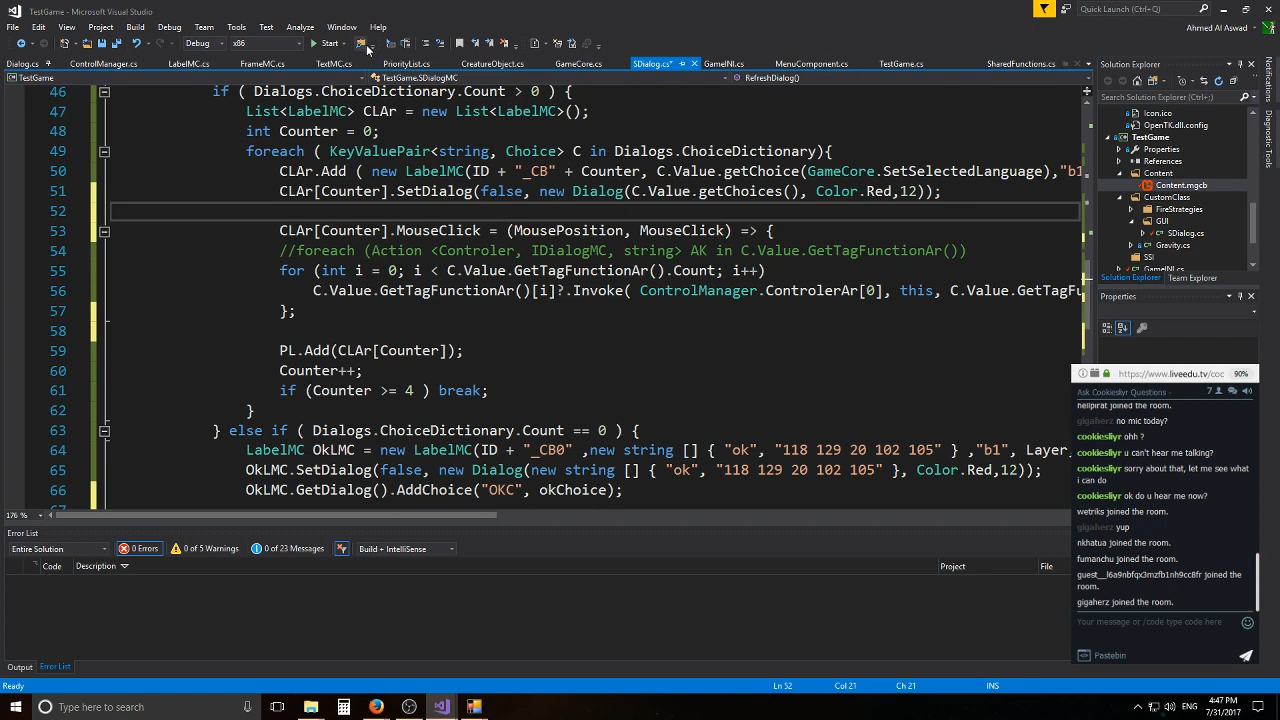 TestGame - Microsoft Visual Studio
Quick Launch (Ctrl+;)
File Edit View Project Build Debug Team Tools Test Analyze Window Help
Ahmed Al Aswad
Debug x86 Start
Dialog.cs ControlManager.cs LabelMC.cs FrameMC.cs TextMC.cs PriorityList.cs CreatureObject.cs GameCore.cs SDialog.cs* GameINI.cs MenuComponent.cs TestGame.cs SharedFunctions.cs
TestGame TestGame.SDialogMC RefreshDialog()
46 if ( Dialogs.ChoiceDictionary.Count > 0 ) {
47 List<LabelMC> CLAr = new List<LabelMC>();
48 int Counter = 0;
49 foreach ( KeyValuePair<string, Choice> C in Dialogs.ChoiceDictionary){
50 CLAr.Add ( new LabelMC(ID + "_CB" + Counter, C.Value.getChoice(GameCore.SetSelectedLanguage),"b1
51 CLAr[Counter].SetDialog(false, new Dialog(C.Value.getChoices(), Color.Red,12));
52
53 CLAr[Counter].MouseClick = (MousePosition, MouseClick) => {
54 //foreach (Action <Controler, IDialogMC, string> AK in C.Value.GetTagFunctionAr())
55 for (int i = 0; i < C.Value.GetTagFunctionAr().Count; i++)
56 C.Value.GetTagFunctionAr()[i]?.Invoke( ControlManager.ControlerAr[0], this, C.Value.GetTagFu
57 };
58
59 PL.Add(CLAr[Counter]);
60 Counter++;
61 if (Counter >= 4 ) break;
62 }
63 } else if ( Dialogs.ChoiceDictionary.Count == 0 ) {
64 LabelMC OkLMC = new LabelMC(ID + "_CB0" ,new string [] { "ok", "118 129 20 102 105" } ,"b1", Layer_
65 OkLMC.SetDialog(false, new Dialog(new string [] { "ok", "118 129 20 102 105" }, Color.Red,12));
66 OkLMC.GetDialog().AddChoice("OKC", okChoice);
176 %
Error List
Entire Solution 0 Errors 0 of 5 Warnings 0 of 23 Messages Build + IntelliSense
Code Description Project File
Output Error List
Ready Ln 52 Col 21 Ch 21 INS
Solution Explorer
Search Solution Explorer (Ctrl+;)
Icon.ico
OpenTK.dll.config
TestGame
Properties
References
Content
Content.mgcb
CustomClass
FireStrategies
GUI
SDialog.cs
Gravity.cs
SSI
GameINI.cs
Solution Explorer Team Explorer
Properties
Notifications
Diagnostic Tools
https://www.liveedu.tv/coc 90%
Ask Cookiesliyr Questions - 7
hellpirat joined the room.
gigaherz no mic today?
cookiesliyr ohh ?
cookiesliyr u can't hear me talking?
cookiesliyr sorry about that, let me see what
i can do
cookiesliyr ok do u hear me now?
wetriks joined the room.
gigaherz yup
nkhatua joined the room.
fumanchu joined the room.
guest__l6a9nbfqx3mzfb1nh9cc8fr joined the
room.
gigaherz joined the room.
Your message or /code type code here
Pastebin
Type here to search
ENG
4:47 PM
7/31/2017